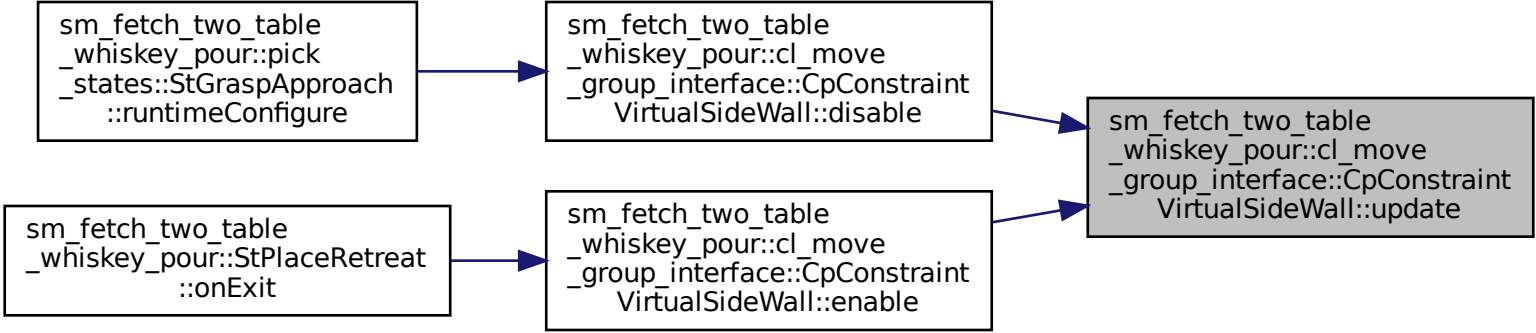 sm_fetch_two_table
_whiskey_pour::pick
_states::StGraspApproach
::runtimeConfigure
sm_fetch_two_table
_whiskey_pour::cl_move
_group_interface::CpConstraint
VirtualSideWall::disable
sm_fetch_two_table
_whiskey_pour::cl_move
_group_interface::CpConstraint
VirtualSideWall::update
sm_fetch_two_table
_whiskey_pour::StPlaceRetreat
::onExit
sm_fetch_two_table
_whiskey_pour::cl_move
_group_interface::CpConstraint
VirtualSideWall::enable